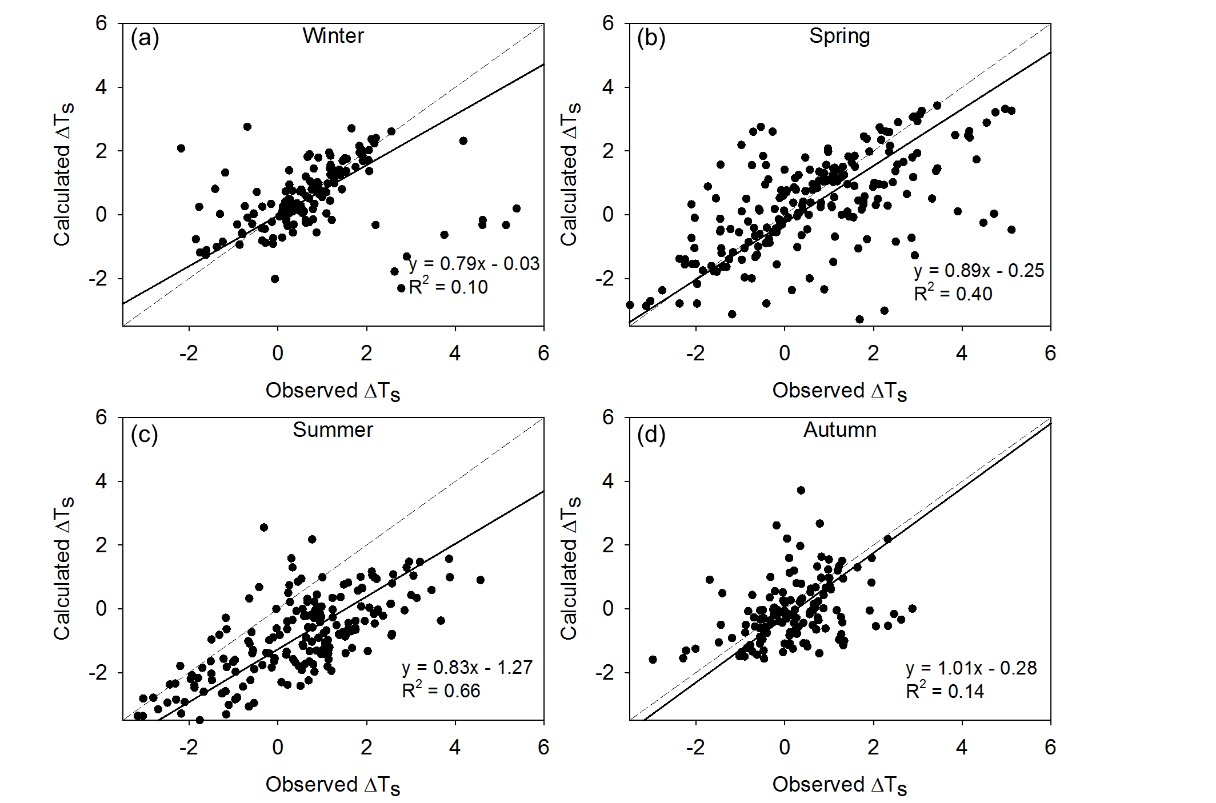 (a) Winter
6
4
2
0
-2
Calculated ΔTs
y = 0.79x - 0.03
R² = 0.10
-2 0 2 4 6
Observed ΔTs
(b) Spring
6
4
2
0
-2
Calculated ΔTs
y = 0.89x - 0.25
R² = 0.40
-2 0 2 4 6
Observed ΔTs
(c) Summer
6
4
2
0
-2
Calculated ΔTs
y = 0.83x - 1.27
R² = 0.66
-2 0 2 4 6
Observed ΔTs
(d) Autumn
6
4
2
0
-2
Calculated ΔTs
y = 1.01x - 0.28
R² = 0.14
-2 0 2 4 6
Observed ΔTs